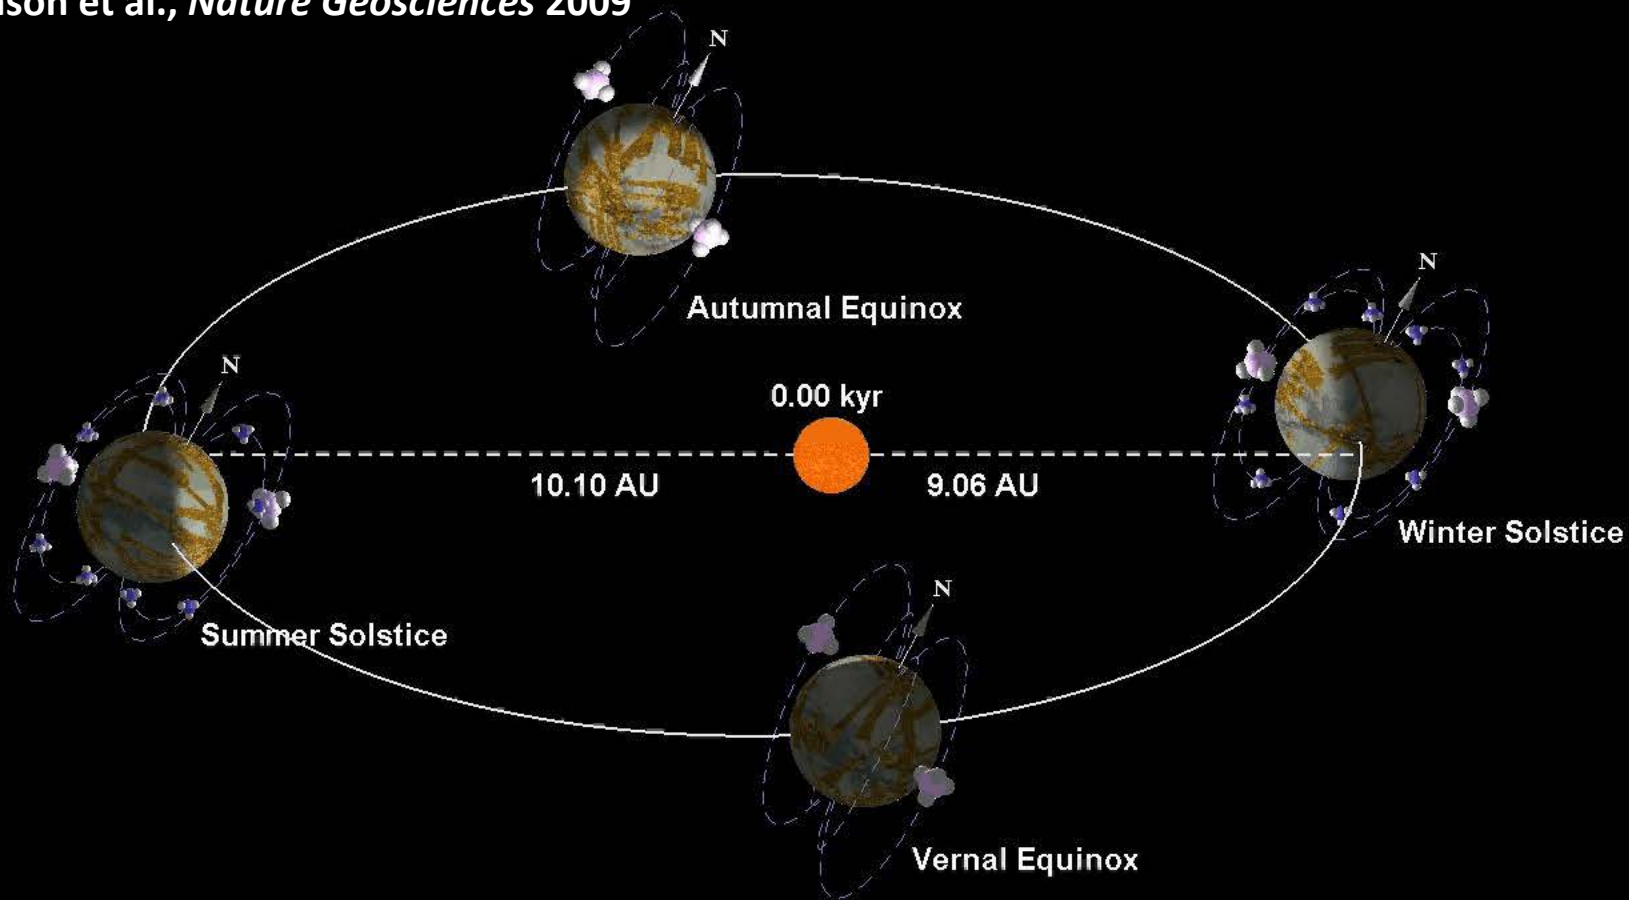 et al., Nature Geosciences 2009
N
Autumnal Equinox
N
N
0.00 kyr
10.10 AU
9.06 AU
Winter Solstice
Summer Solstice
N
Vernal Equinox